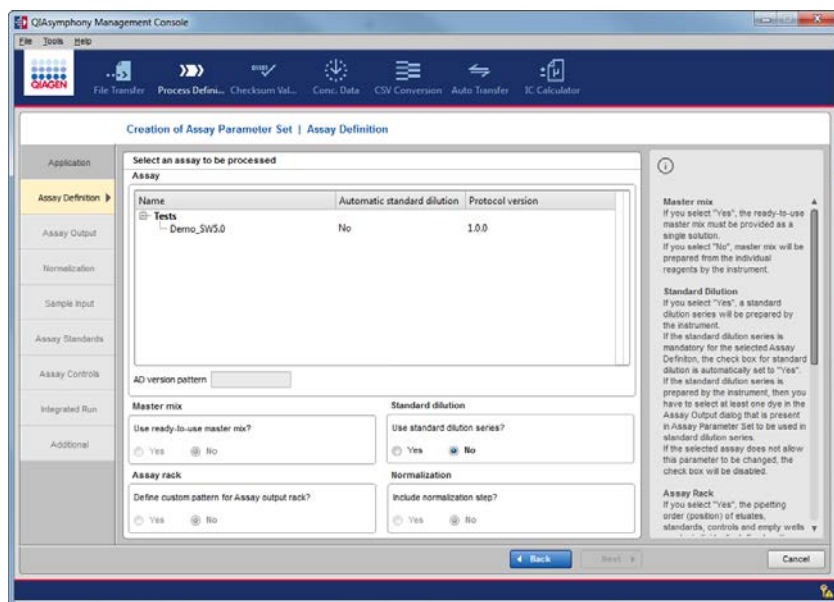 QIAsymphony Management Console
File Tools Help
QIAGEN
File Transfer Process Defini... Checksum Val... Conc. Data CSV Conversion Auto Transfer IC Calculator
Creation of Assay Parameter Set | Assay Definition
Application
Assay Definition
Assay Output
Normalization
Sample Input
Assay Standards
Assay Controls
Integrated Run
Additional
Select an assay to be processed
Assay
Name Automatic standard dilution Protocol version
Tests
Demo_SW5.0 No 1.0.0
AD version pattern
Master mix
Use ready-to-use master mix?
Yes No
Standard dilution
Use standard dilution series?
Yes No
Assay rack
Define custom pattern for Assay output rack?
Yes No
Normalization
Include normalization step?
Yes No
Master mix
If you select "Yes", the ready-to-use
master mix must be provided as a
single solution.
If you select "No", master mix will be
prepared from the individual
reagents by the instrument.
Standard Dilution
If you select "Yes", a standard
dilution series will be prepared by
the instrument.
If the standard dilution series is
mandatory for the selected Assay
Definiton, the check box for standard
dilution is automatically set to "Yes".
If the standard dilution series is
prepared by the instrument, then you
have to select at least one dye in the
Assay Output dialog that is present
in Assay Parameter Set to be used in
standard dilution series.
If the selected assay does not allow
this parameter to be changed, the
check box will be disabled.
Assay Rack
If you select "Yes", the pipetting
order (position) of eluates,
standards, controls and empty wells
Back Next Cancel